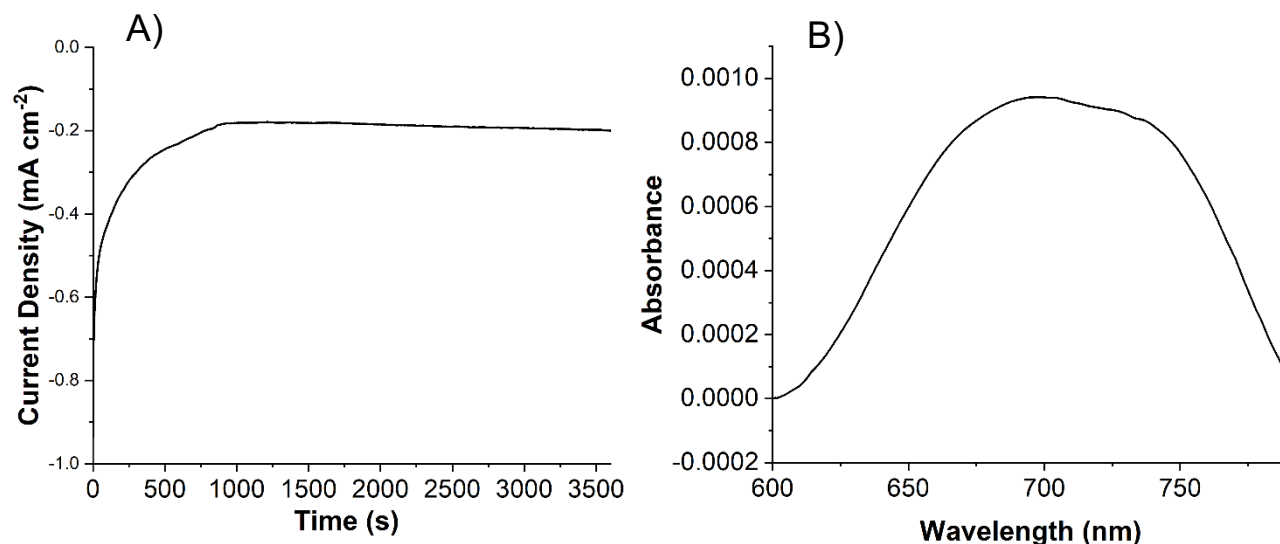 A)
0.0
-0.2
-0.4
-0.6
-0.8
-1.0
Current Density (mA cm⁻²)
0 500 1000 1500 2000 2500 3000 3500
Time (s)
B)
0.0010
0.0008
0.0006
0.0004
0.0002
0.0000
-0.0002
Absorbance
600 650 700 750
Wavelength (nm)